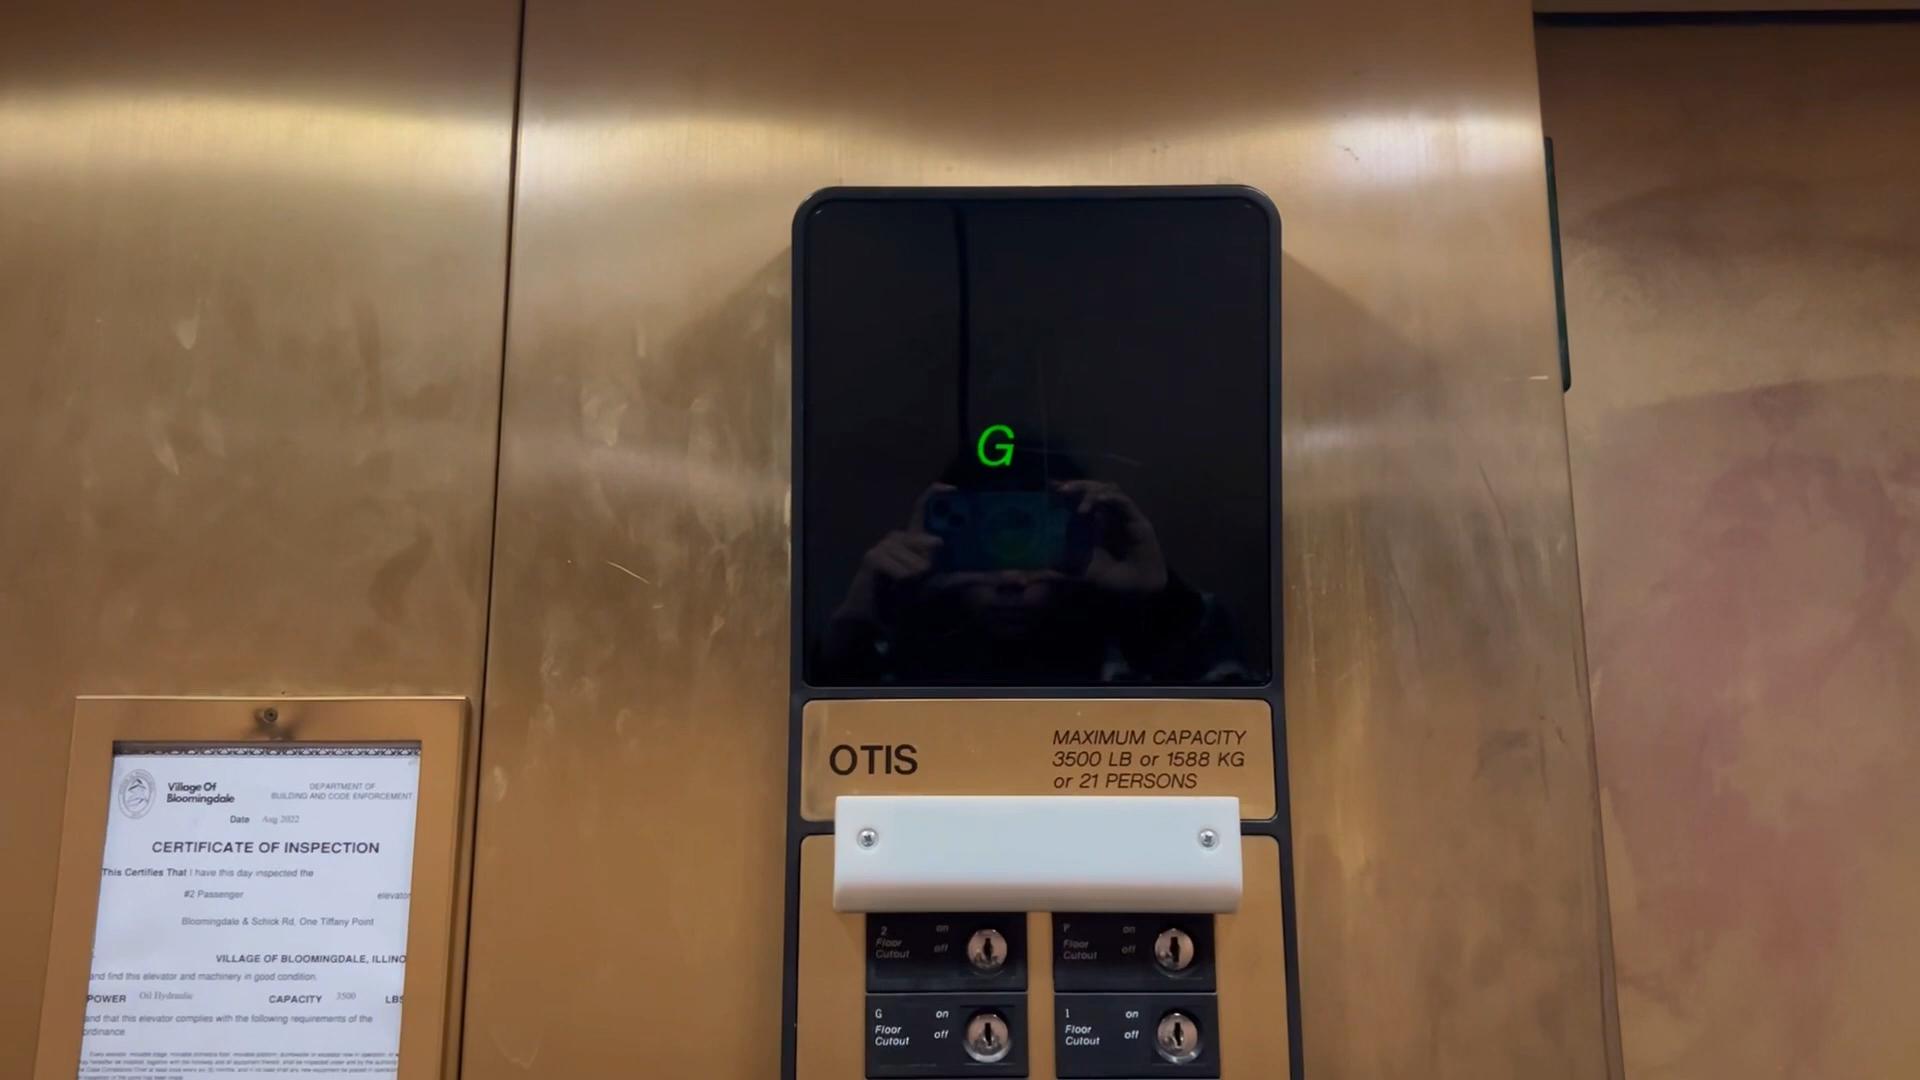 G
OTIS
MAXIMUM CAPACITY
3500 LB or 1588 KG
or 21 PERSONS
2 on
Floor
Cutout off
P on
Floor
Cutout off
G on
Floor
Cutout off
1 on
Floor
Cutout off
Village Of
Bloomingdale
DEPARTMENT OF
BUILDING AND CODE ENFORCEMENT
Date Aug 2022
CERTIFICATE OF INSPECTION
This Certifies That I have this day inspected the
#2 Passenger elevator
Bloomingdale & Schick Rd, One Tiffany Point
VILLAGE OF BLOOMINGDALE, ILLINO
and find this elevator and machinery in good condition.
POWER Oil Hydraulic CAPACITY 3500 LBS
and that this elevator complies with the following requirements of the
ordinance